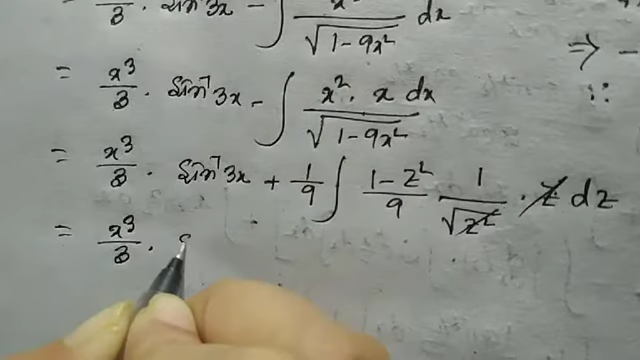 = x³/3 · sin⁻¹3x - ∫ x³/√(1-9x²) dx
⇒ -
= x³/3 · sin⁻¹3x - ∫ x² · x dx/√(1-9x²)
∵
= x³/3 · sin⁻¹3x + 1/9 ∫ (1-z²)/9 1/√z² · z dz
= x³/3 · s